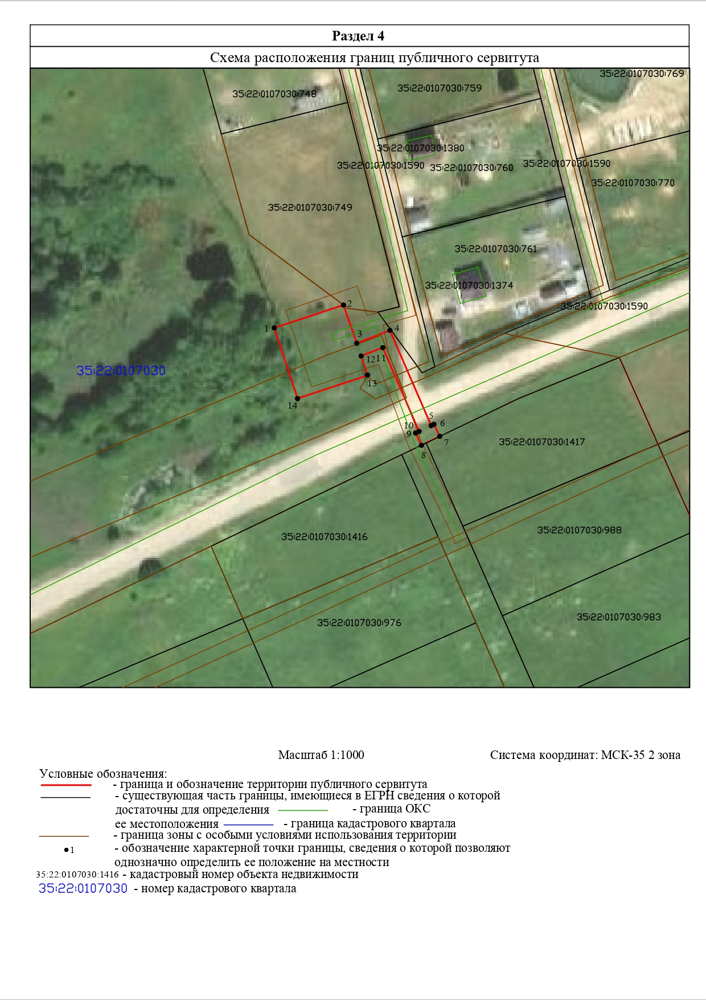 Раздел 4
Схема расположения границ публичного сервитута
35:22:0107030:769
35:22:0107030:759
35:22:0107030:748
35:22:0107030:1380
35:22:0107030:1590
35:22:0107030:760
35:22:0107030:1590
35:22:0107030:770
35:22:0107030:749
35:22:0107030:761
35:22:0107030:1374
35:22:0107030:1590
2
1
3
4
12
11
35:22:0107030
13
14
5
6
10
9
7
8
35:22:0107030:1417
35:22:0107030:988
35:22:0107030:1416
35:22:0107030:983
35:22:0107030:976
Масштаб 1:1000
Система координат: МСК-35 2 зона
Условные обозначения:
- граница и обозначение территории публичного сервитута
- существующая часть границы, имеющиеся в ЕГРН сведения о которой
достаточны для определения - граница ОКС
ее местоположения - граница кадастрового квартала
- граница зоны с особыми условиями использования территории
1 - обозначение характерной точки границы, сведения о которой позволяют
однозначно определить ее положение на местности
35:22:0107030:1416 - кадастровый номер объекта недвижимости
35:22:0107030 - номер кадастрового квартала